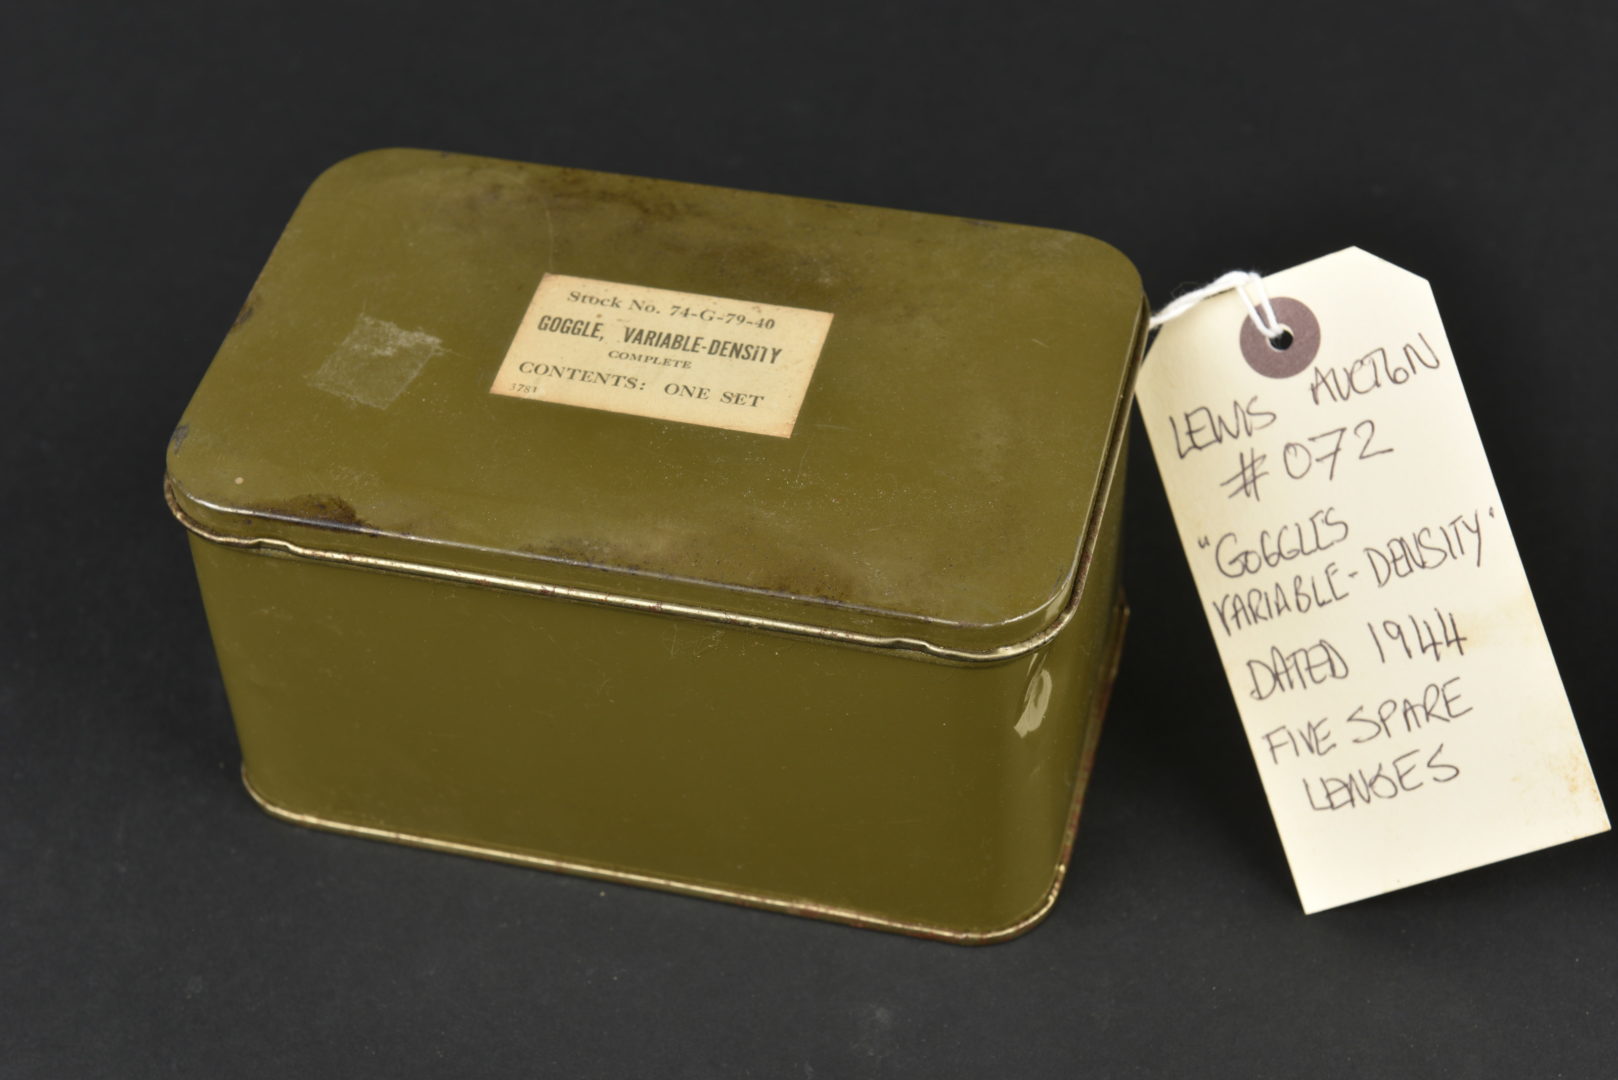 Stock No. 74-G-79-40
GOGGLE, VARIABLE-DENSITY
COMPLETE
CONTENTS: ONE SET
3781
LEWIS AUCTION
#072
"GOGGLES
VARIABLE-DENSITY"
DATED 1944
FIVE SPARE
LENSES